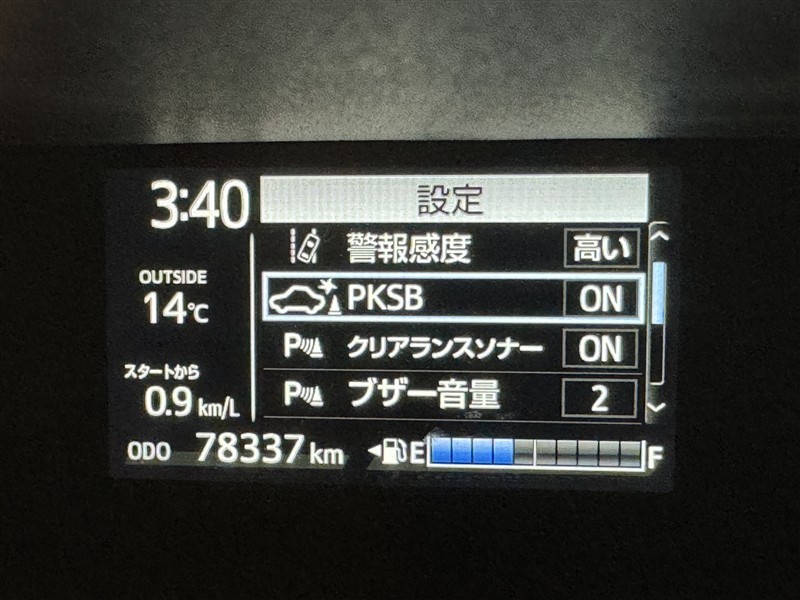 3:40
設定
警報感度 高い
OUTSIDE
14℃
PKSB ON
P クリアランスソナー ON
スタートから
0.9 km/L
P ブザー音量 2
ODO 78337 km
E F